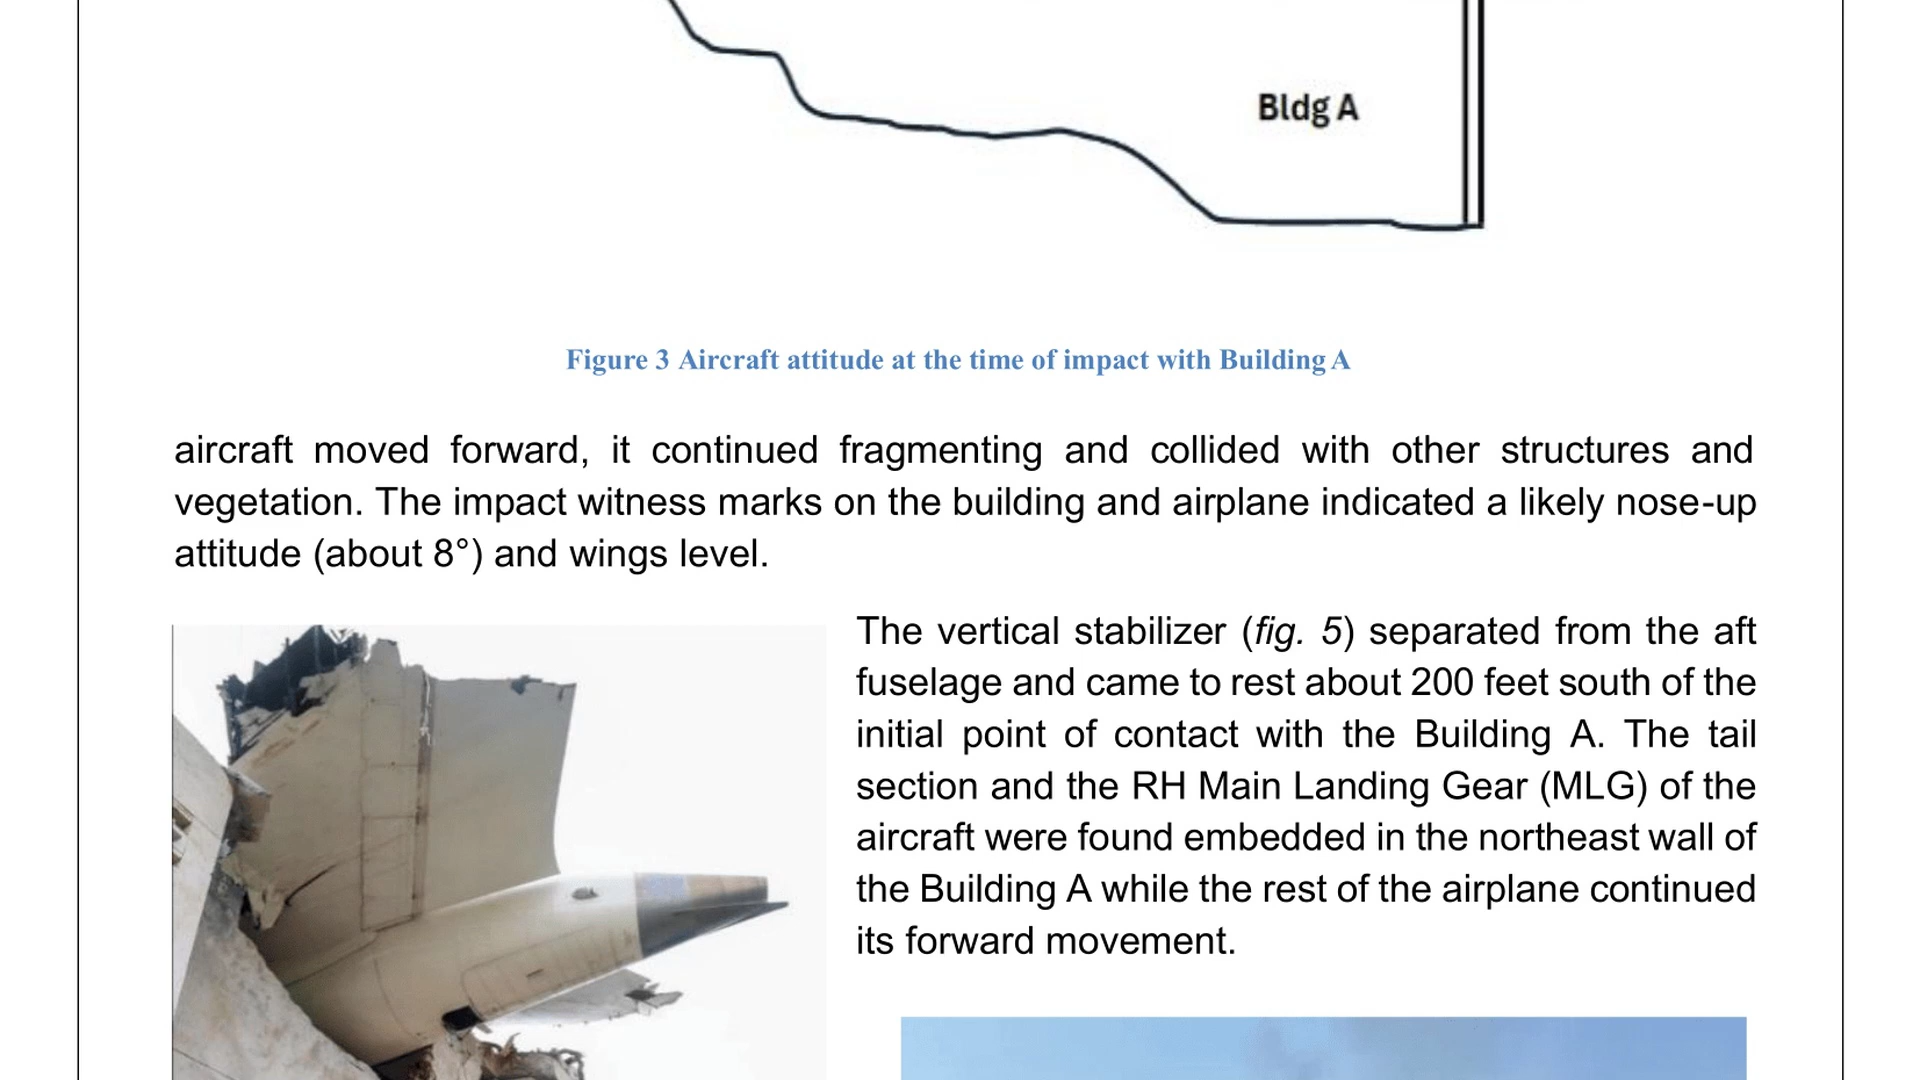 Bldg A
Figure 3 Aircraft attitude at the time of impact with Building A
aircraft moved forward, it continued fragmenting and collided with other structures and
vegetation. The impact witness marks on the building and airplane indicated a likely nose-up
attitude (about 8°) and wings level.
The vertical stabilizer (fig. 5) separated from the aft
fuselage and came to rest about 200 feet south of the
initial point of contact with the Building A. The tail
section and the RH Main Landing Gear (MLG) of the
aircraft were found embedded in the northeast wall of
the Building A while the rest of the airplane continued
its forward movement.